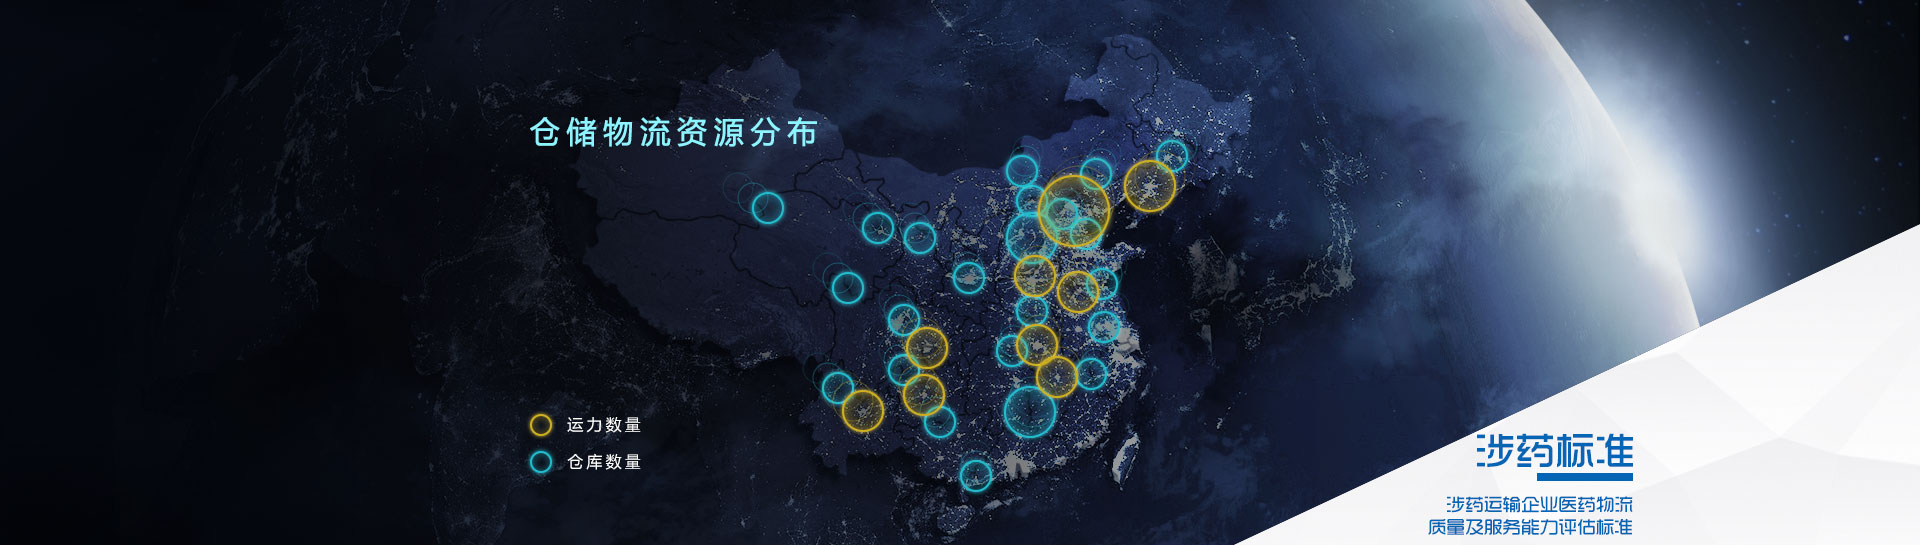 仓储物流资源分布
运力数量
仓库数量
涉药标准
涉药运输企业医药物流
质量及服务能力评估标准